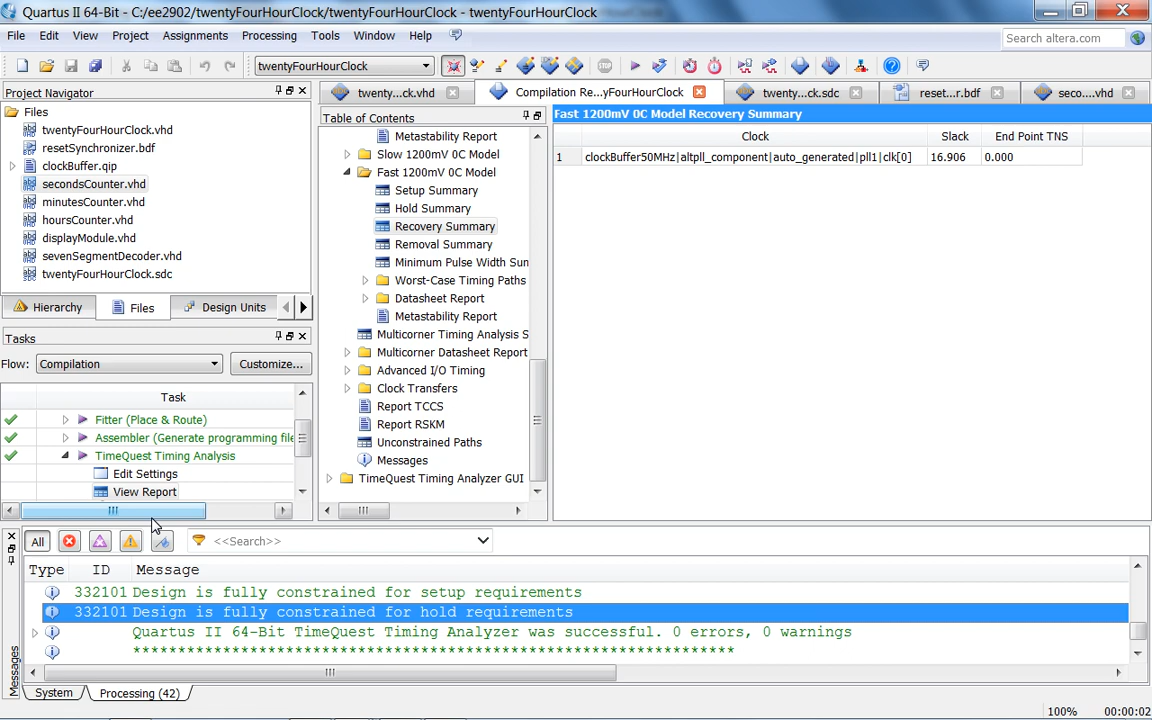 Quartus II 64-Bit - C:/ee2902/twentyFourHourClock/twentyFourHourClock - twentyFourHourClock
File Edit View Project Assignments Processing Tools Window Help
Search altera.com
twentyFourHourClock
Project Navigator
Files
twentyFourHourClock.vhd
resetSynchronizer.bdf
clockBuffer.qip
secondsCounter.vhd
minutesCounter.vhd
hoursCounter.vhd
displayModule.vhd
sevenSegmentDecoder.vhd
twentyFourHourClock.sdc
Hierarchy Files Design Units
Tasks
Flow: Compilation Customize...
Task
Fitter (Place & Route)
Assembler (Generate programming file
TimeQuest Timing Analysis
Edit Settings
View Report
twenty...ck.vhd Compilation Re...yFourHourClock twenty...ck.sdc reset...r.bdf seco....vhd
Table of Contents
Metastability Report
Slow 1200mV 0C Model
Fast 1200mV 0C Model
Setup Summary
Hold Summary
Recovery Summary
Removal Summary
Minimum Pulse Width Sun
Worst-Case Timing Paths
Datasheet Report
Metastability Report
Multicorner Timing Analysis S
Multicorner Datasheet Report
Advanced I/O Timing
Clock Transfers
Report TCCS
Report RSKM
Unconstrained Paths
Messages
TimeQuest Timing Analyzer GUI
Fast 1200mV 0C Model Recovery Summary
Clock Slack End Point TNS
1 clockBuffer50MHz|altpll_component|auto_generated|pll1|clk[0] 16.906 0.000
All <<Search>>
Type ID Message
332101 Design is fully constrained for setup requirements
332101 Design is fully constrained for hold requirements
Quartus II 64-Bit TimeQuest Timing Analyzer was successful. 0 errors, 0 warnings
****************************************************************
Messages
System Processing (42)
100% 00:00:02